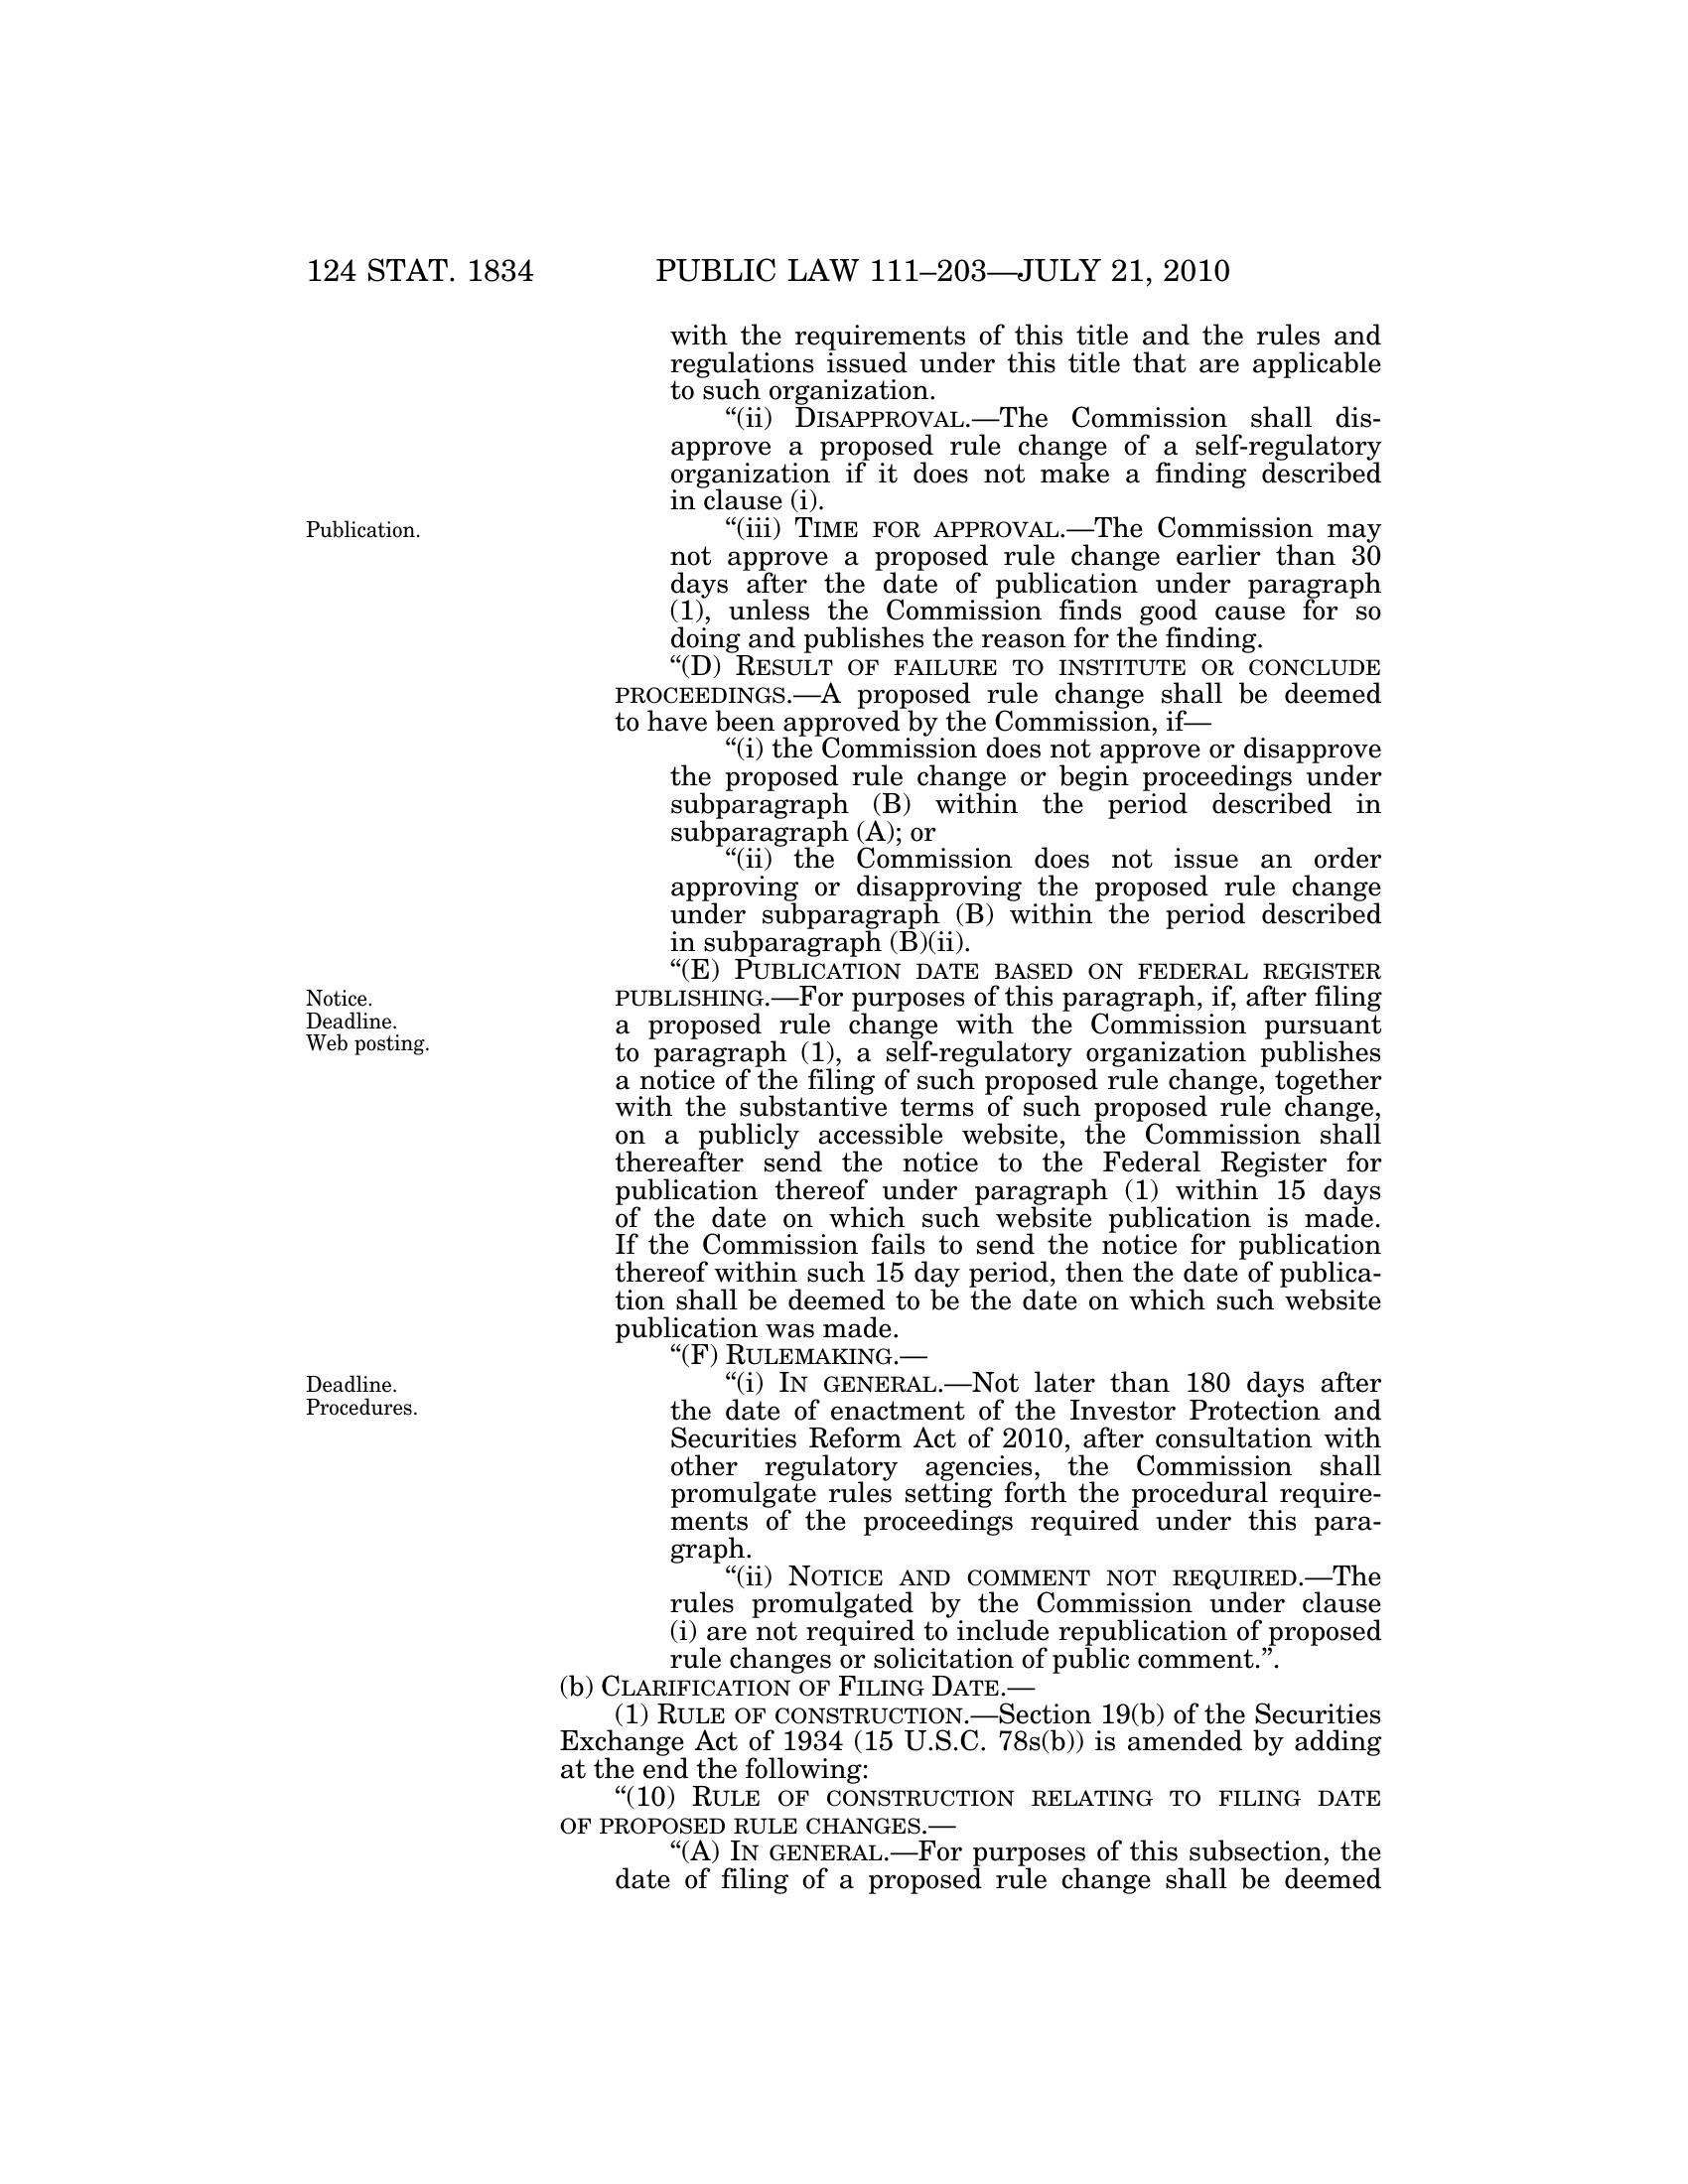 124 STAT. 1834 PUBLIC LAW 111–203—JULY 21, 2010
with the requirements of this title and the rules and
regulations issued under this title that are applicable
to such organization.
“(ii) DISAPPROVAL.—The Commission shall dis-
approve a proposed rule change of a self-regulatory
organization if it does not make a finding described
in clause (i).
Publication.
“(iii) TIME FOR APPROVAL.—The Commission may
not approve a proposed rule change earlier than 30
days after the date of publication under paragraph
(1), unless the Commission finds good cause for so
doing and publishes the reason for the finding.
“(D) RESULT OF FAILURE TO INSTITUTE OR CONCLUDE
PROCEEDINGS.—A proposed rule change shall be deemed
to have been approved by the Commission, if—
“(i) the Commission does not approve or disapprove
the proposed rule change or begin proceedings under
subparagraph (B) within the period described in
subparagraph (A); or
“(ii) the Commission does not issue an order
approving or disapproving the proposed rule change
under subparagraph (B) within the period described
in subparagraph (B)(ii).
“(E) PUBLICATION DATE BASED ON FEDERAL REGISTER
Notice.
Deadline.
Web posting.
PUBLISHING.—For purposes of this paragraph, if, after filing
a proposed rule change with the Commission pursuant
to paragraph (1), a self-regulatory organization publishes
a notice of the filing of such proposed rule change, together
with the substantive terms of such proposed rule change,
on a publicly accessible website, the Commission shall
thereafter send the notice to the Federal Register for
publication thereof under paragraph (1) within 15 days
of the date on which such website publication is made.
If the Commission fails to send the notice for publication
thereof within such 15 day period, then the date of publica-
tion shall be deemed to be the date on which such website
publication was made.
“(F) RULEMAKING.—
Deadline.
Procedures.
“(i) IN GENERAL.—Not later than 180 days after
the date of enactment of the Investor Protection and
Securities Reform Act of 2010, after consultation with
other regulatory agencies, the Commission shall
promulgate rules setting forth the procedural require-
ments of the proceedings required under this para-
graph.
“(ii) NOTICE AND COMMENT NOT REQUIRED.—The
rules promulgated by the Commission under clause
(i) are not required to include republication of proposed
rule changes or solicitation of public comment.”.
(b) CLARIFICATION OF FILING DATE.—
(1) RULE OF CONSTRUCTION.—Section 19(b) of the Securities
Exchange Act of 1934 (15 U.S.C. 78s(b)) is amended by adding
at the end the following:
“(10) RULE OF CONSTRUCTION RELATING TO FILING DATE
OF PROPOSED RULE CHANGES.—
“(A) IN GENERAL.—For purposes of this subsection, the
date of filing of a proposed rule change shall be deemed